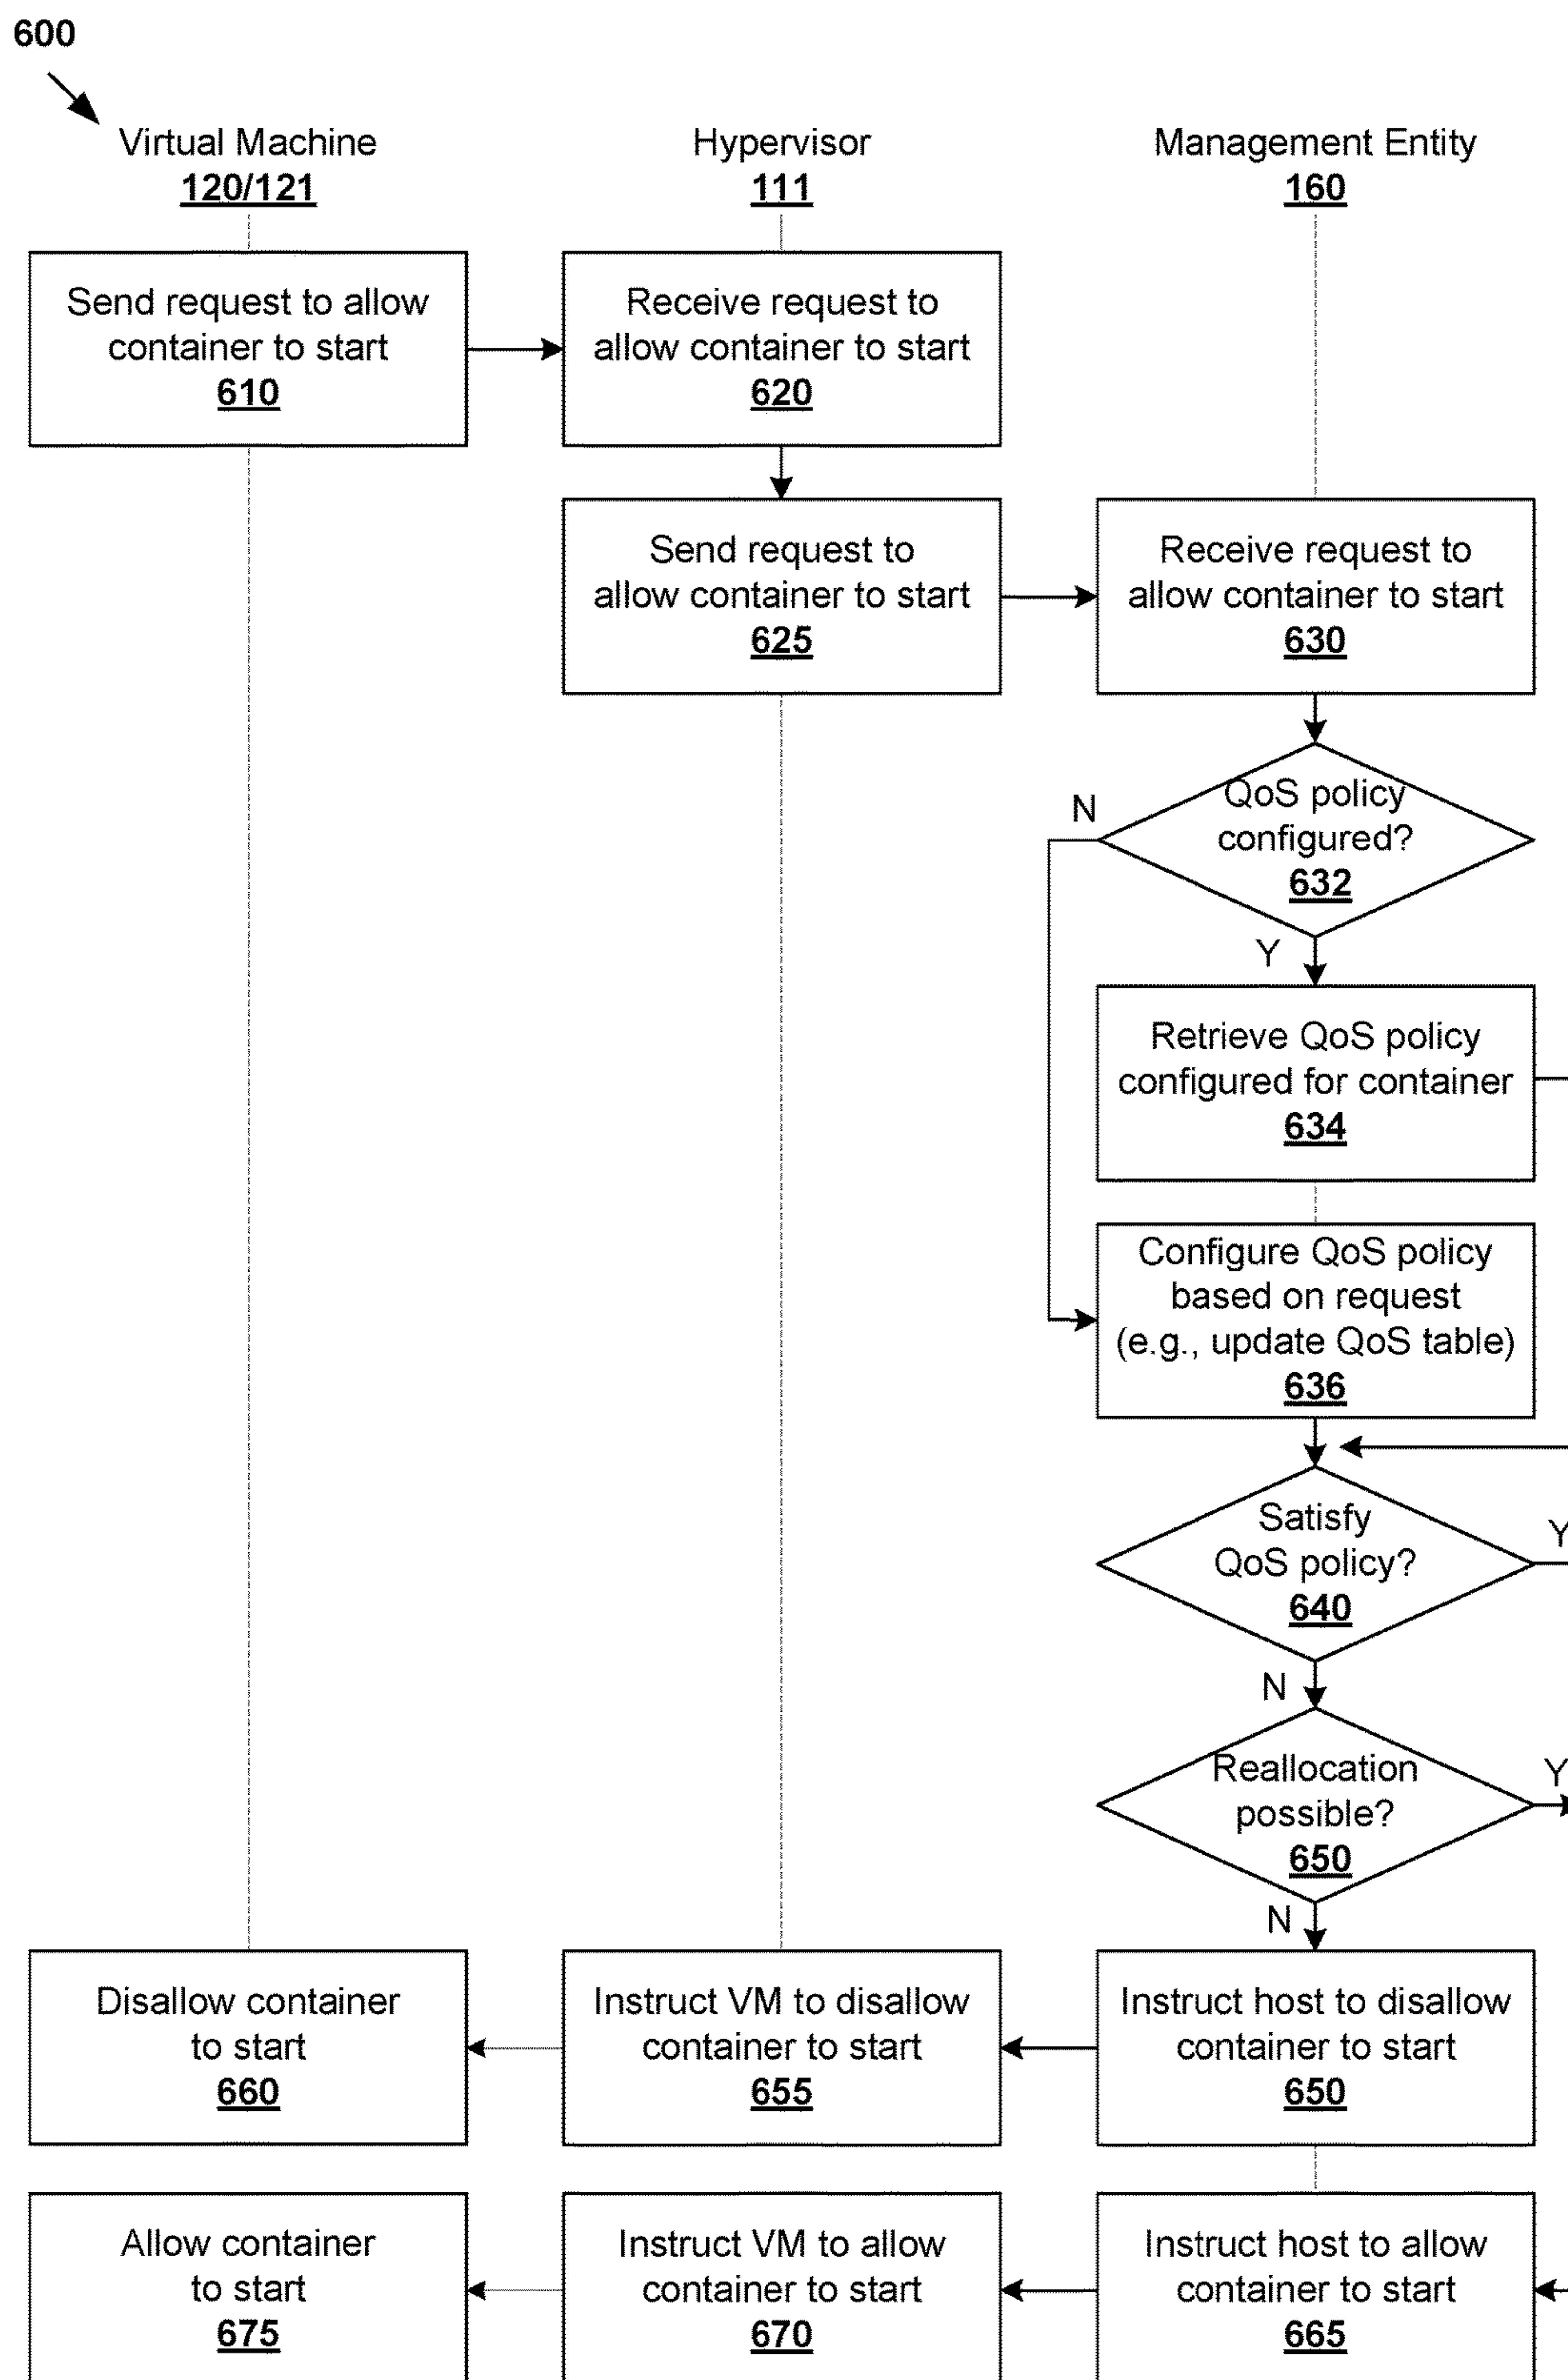 600
Virtual Machine
120/121
Hypervisor
111
Management Entity
160
Send request to allow
container to start
610
Receive request to
allow container to start
620
Send request to
allow container to start
625
Receive request to
allow container to start
630
QoS policy
configured?
632
N
Y
Retrieve QoS policy
configured for container
634
Configure QoS policy
based on request
(e.g., update QoS table)
636
Satisfy
QoS policy?
640
Y
N
Reallocation
possible?
650
Y
N
Disallow container
to start
660
Instruct VM to disallow
container to start
655
Instruct host to disallow
container to start
650
Allow container
to start
675
Instruct VM to allow
container to start
670
Instruct host to allow
container to start
665